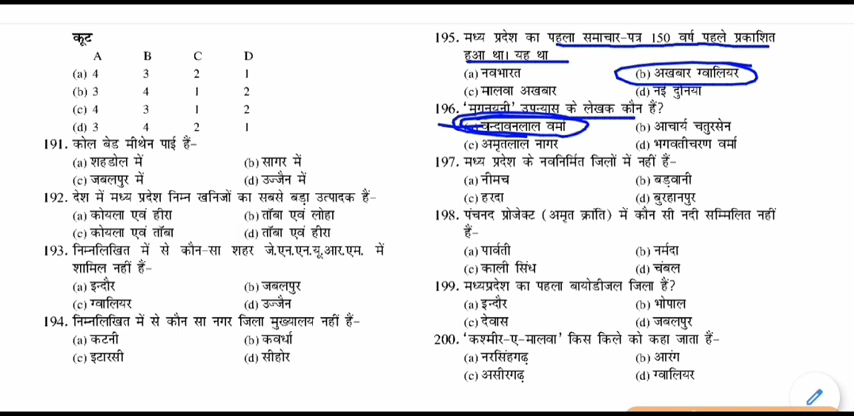 कूट
A B C D
(a) 4 3 2 1
(b) 3 4 1 2
(c) 4 3 1 2
(d) 3 4 2 1
191. कोल बेड मीथेन पाई हैं-
(a) शहडोल में (b) सागर में
(c) जबलपुर में (d) उज्जैन में
192. देश में मध्य प्रदेश निम्न खनिजों का सबसे बड़ा उत्पादक हैं-
(a) कोयला एवं हीरा (b) ताँबा एवं लोहा
(c) कोयला एवं ताँबा (d) ताँबा एवं हीरा
193. निम्नलिखित में से कौन-सा शहर जे.एन.एन.यू.आर.एम. में
शामिल नहीं हैं-
(a) इन्दौर (b) जबलपुर
(c) ग्वालियर (d) उज्जैन
194. निम्नलिखित में से कौन सा नगर जिला मुख्यालय नहीं हैं-
(a) कटनी (b) कवर्धा
(c) इटारसी (d) सीहोर
195. मध्य प्रदेश का पहला समाचार-पत्र 150 वर्ष पहले प्रकाशित
हुआ था। यह था
(a) नवभारत (b) अखबार ग्वालियर
(c) मालवा अखबार (d) नई दुनिया
196. 'मृगनयनी' उपन्यास के लेखक कौन हैं?
वृन्दावनलाल वर्मा (b) आचार्य चतुरसेन
(c) अमृतलाल नागर (d) भगवतीचरण वर्मा
197. मध्य प्रदेश के नवनिर्मित जिलों में नहीं हैं-
(a) नीमच (b) बड़वानी
(c) हरदा (d) बुरहानपुर
198. पंचनद प्रोजेक्ट (अमृत क्रांति) में कौन सी नदी सम्मिलित नहीं
हैं-
(a) पार्वती (b) नर्मदा
(c) काली सिंध (d) चंबल
199. मध्यप्रदेश का पहला बायोडीजल जिला हैं?
(a) इन्दौर (b) भोपाल
(c) देवास (d) जबलपुर
200. 'कश्मीर-ए-मालवा' किस किले को कहा जाता हैं-
(a) नरसिंहगढ़ (b) आरंग
(c) असीरगढ़ (d) ग्वालियर